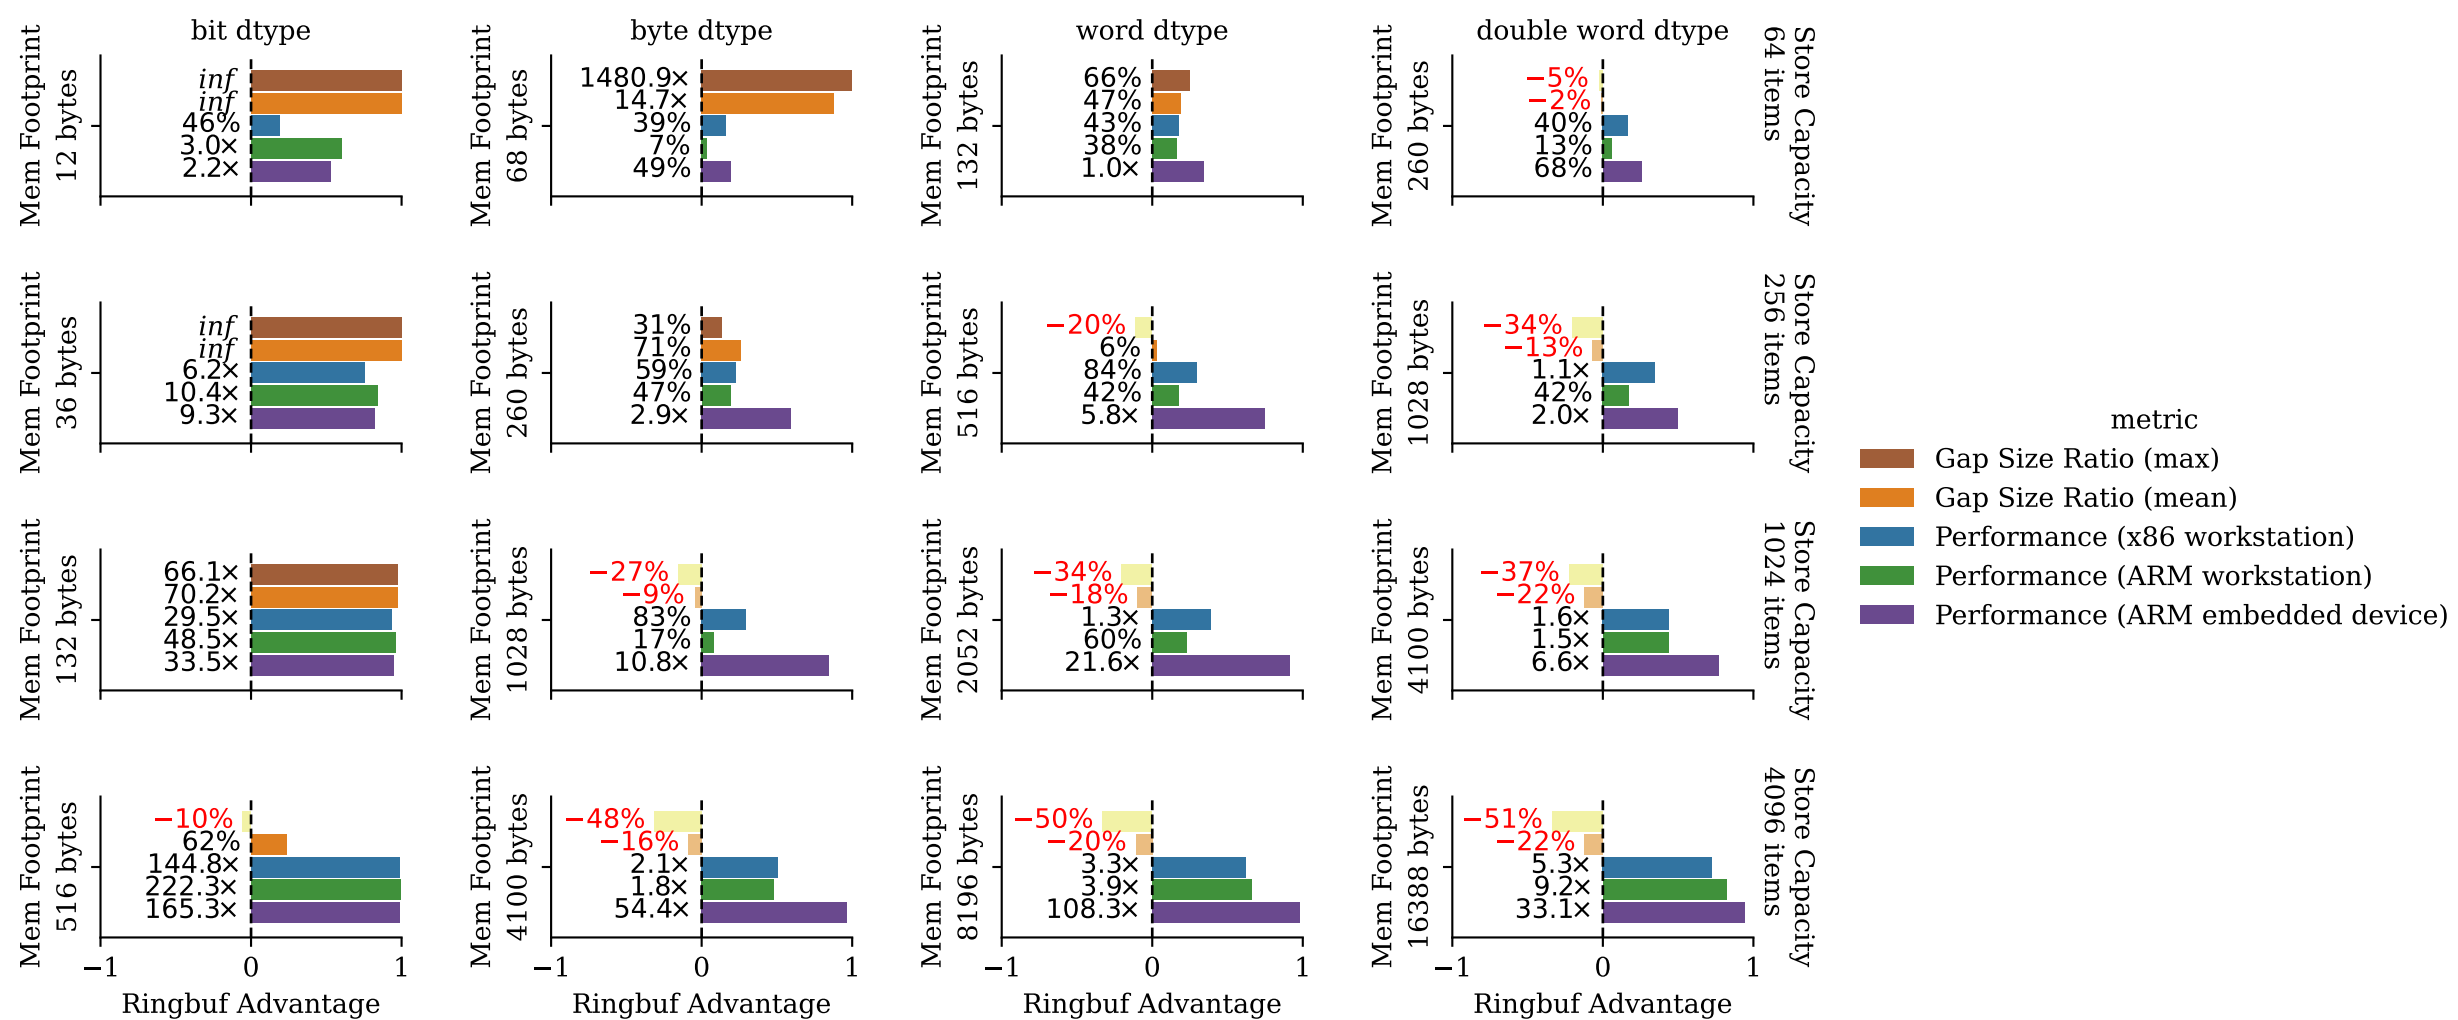 bit dtype
byte dtype
word dtype
double word dtype
Mem Footprint
12 bytes
inf
inf
46%
3.0×
2.2×
Mem Footprint
68 bytes
1480.9×
14.7×
39%
7%
49%
Mem Footprint
132 bytes
66%
47%
43%
38%
1.0×
Mem Footprint
260 bytes
−5%
−2%
40%
13%
68%
Store Capacity
64 items
Mem Footprint
36 bytes
inf
inf
6.2×
10.4×
9.3×
Mem Footprint
260 bytes
31%
71%
59%
47%
2.9×
Mem Footprint
516 bytes
−20%
6%
84%
42%
5.8×
Mem Footprint
1028 bytes
−34%
−13%
1.1×
42%
2.0×
Store Capacity
256 items
Mem Footprint
132 bytes
66.1×
70.2×
29.5×
48.5×
33.5×
Mem Footprint
1028 bytes
−27%
−9%
83%
17%
10.8×
Mem Footprint
2052 bytes
−34%
−18%
1.3×
60%
21.6×
Mem Footprint
4100 bytes
−37%
−22%
1.6×
1.5×
6.6×
Store Capacity
1024 items
Mem Footprint
516 bytes
−10%
62%
144.8×
222.3×
165.3×
−1 0 1
Ringbuf Advantage
Mem Footprint
4100 bytes
−48%
−16%
2.1×
1.8×
54.4×
−1 0 1
Ringbuf Advantage
Mem Footprint
8196 bytes
−50%
−20%
3.3×
3.9×
108.3×
−1 0 1
Ringbuf Advantage
Mem Footprint
16388 bytes
−51%
−22%
5.3×
9.2×
33.1×
−1 0 1
Ringbuf Advantage
Store Capacity
4096 items
metric
Gap Size Ratio (max)
Gap Size Ratio (mean)
Performance (x86 workstation)
Performance (ARM workstation)
Performance (ARM embedded device)